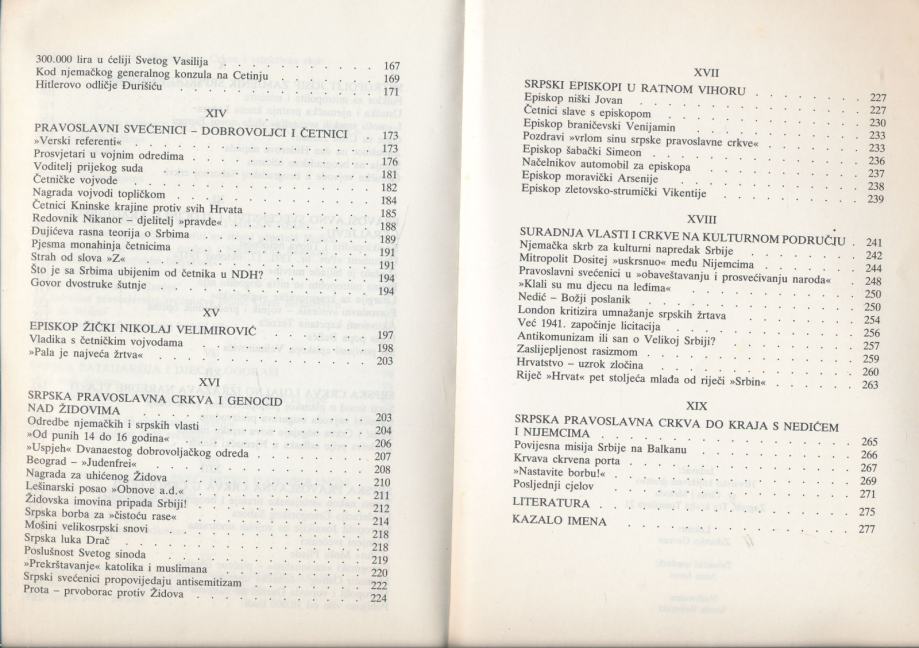 300.000 lira u ćeliji Svetog Vasilija . . . . . . . . . . 167
Kod njemačkog generalnog konzula na Cetinju . . . . . . . 169
Hitlerovo odličje Đurišiću . . . . . . . . . . 171
XIV
PRAVOSLAVNI SVEĆENICI – DOBROVOLJCI I ČETNICI . 173
»Verski referenti« . . . . . . . . . . 173
Prosvjetari u vojnim odredima . . . . . . . . . . 176
Voditelj prijekog suda . . . . . . . . . . 181
Četničke vojvode . . . . . . . . . . 182
Nagrada vojvodi topličkom . . . . . . . . . . 184
Četnici Kninske krajine protiv svih Hrvata . . . . . . . 185
Redovnik Nikanor – djelitelj »pravde« . . . . . . . . 188
Dujićeva rasna teorija o Srbima . . . . . . . . . . 189
Pjesma monahinja četnicima . . . . . . . . . . 191
Strah od slova »Z« . . . . . . . . . . 191
Što je sa Srbima ubijenim od četnika u NDH? . . . . . . 194
Govor dvostruke šutnje . . . . . . . . . . 194
XV
EPISKOP ŽIČKI NIKOLAJ VELIMIROVIĆ . . . . . . . 197
Vladika s četničkim vojvodama . . . . . . . . . . 198
»Pala je najveća žrtva« . . . . . . . . . . 203
XVI
SRPSKA PRAVOSLAVNA CRKVA I GENOCID
NAD ŽIDOVIMA . . . . . . . . . . 203
Odredbe njemačkih i srpskih vlasti . . . . . . . . . . 204
»Od punih 14 do 16 godina« . . . . . . . . . . 206
»Uspjeh« Dvanaestog dobrovoljačkog odreda . . . . . . 207
Beograd – »Judenfrei« . . . . . . . . . . 208
Nagrada za uhićenog Židova . . . . . . . . . . 210
Lešinarski posao »Obnove a.d.« . . . . . . . . . . 211
Židovska imovina pripada Srbiji! . . . . . . . . . . 212
Srpska borba za »čistoću rase« . . . . . . . . . . 214
Mošini velikosrpski snovi . . . . . . . . . . 218
Srpska luka Drač . . . . . . . . . . 218
Poslušnost Svetog sinoda . . . . . . . . . . 219
»Prekrštavanje« katolika i muslimana . . . . . . . . . 220
Srpski svećenici propovijedaju antisemitizam . . . . . . 222
Prota – prvoborac protiv Židova . . . . . . . . . . 224
XVII
SRPSKI EPISKOPI U RATNOM VIHORU . . . . . . . 227
Episkop niški Jovan . . . . . . . . . . 227
Četnici slave s episkopom . . . . . . . . . . 230
Episkop braničevski Venijamin . . . . . . . . . . 233
Pozdravi »vrlom sinu srpske pravoslavne crkve« . . . . . 233
Episkop šabački Simeon . . . . . . . . . . 236
Načelnikov automobil za episkopa . . . . . . . . . . 237
Episkop moravički Arsenije . . . . . . . . . . 238
Episkop zletovsko-strumički Vikentije . . . . . . . . . 239
XVIII
SURADNJA VLASTI I CRKVE NA KULTURNOM PODRUČJU . 241
Njemačka skrb za kulturni napredak Srbije . . . . . . . 242
Mitropolit Dositej »uskrsnuo« među Nijemcima . . . . . 244
Pravoslavni svećenici u »obaveštavanju i prosvećivanju naroda« . 248
»Klali su mu djecu na leđima« . . . . . . . . . . 250
Nedić – Božji poslanik . . . . . . . . . . 250
London kritizira umnažanje srpskih žrtava . . . . . . . 254
Već 1941. započinje licitacija . . . . . . . . . . 256
Antikomunizam ili san o Velikoj Srbiji? . . . . . . . . 257
Zaslijepljenost rasizmom . . . . . . . . . . 259
Hrvatstvo – uzrok zločina . . . . . . . . . . 260
Riječ »Hrvat« pet stoljeća mlađa od riječi »Srbin« . . . . 263
XIX
SRPSKA PRAVOSLAVNA CRKVA DO KRAJA S NEDIĆEM
I NIJEMCIMA . . . . . . . . . . 265
Povijesna misija Srbije na Balkanu . . . . . . . . . . 266
Krvava ckrvena porta . . . . . . . . . . 267
»Nastavite borbu!« . . . . . . . . . . 269
Posljednji cjelov . . . . . . . . . . 271
LITERATURA . . . . . . . . . . 275
KAZALO IMENA . . . . . . . . . . 277